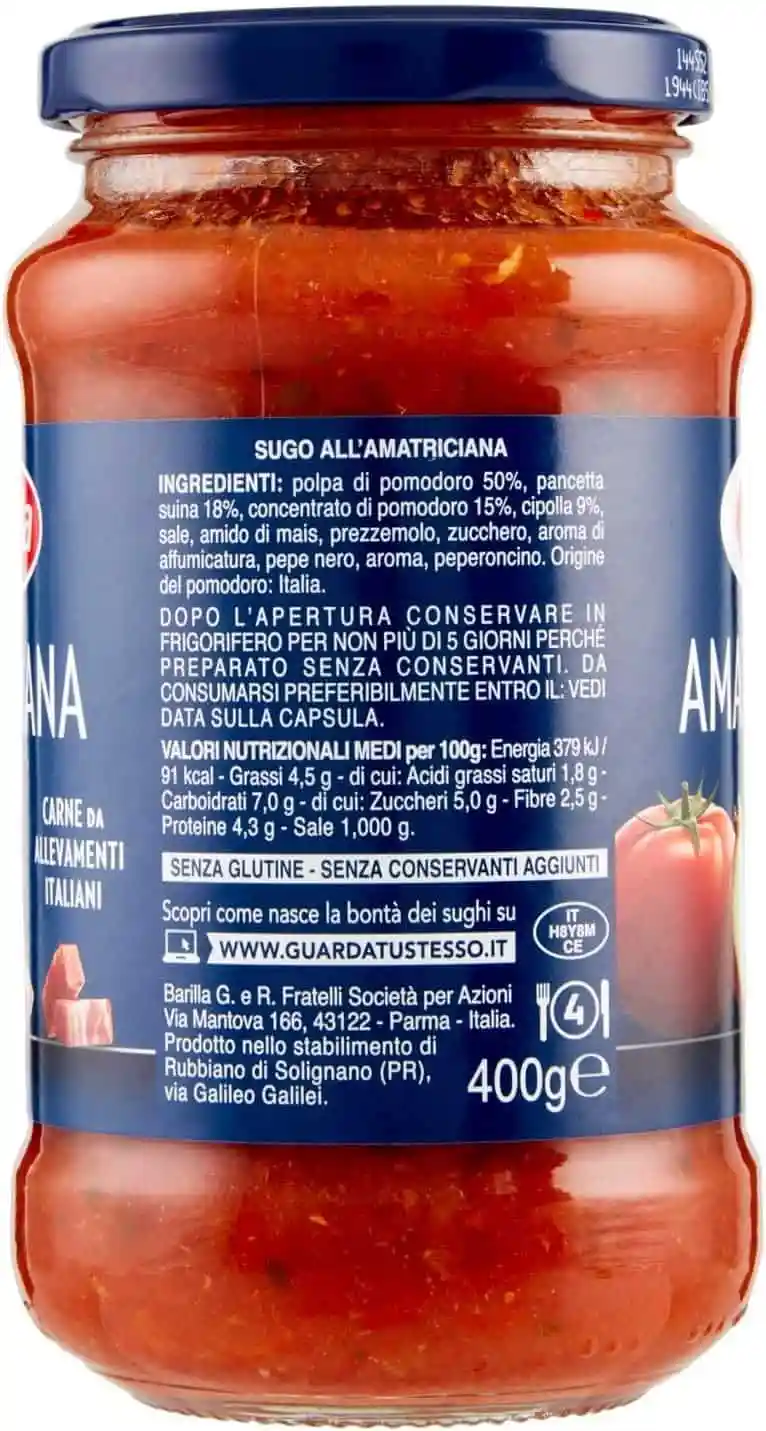 SUGO ALL'AMATRICIANA
INGREDIENTI: polpa di pomodoro 50%, pancetta
suina 18%, concentrato di pomodoro 15%, cipolla 9%,
sale, amido di mais, prezzemolo, zucchero, aroma di
affumicatura, pepe nero, aroma, peperoncino. Origine
del pomodoro: Italia.
DOPO L'APERTURA CONSERVARE IN
FRIGORIFERO PER NON PIÙ DI 5 GIORNI PERCHÉ
PREPARATO SENZA CONSERVANTI. DA
CONSUMARSI PREFERIBILMENTE ENTRO IL: VEDI
DATA SULLA CAPSULA.
VALORI NUTRIZIONALI MEDI per 100g: Energia 379 kJ /
91 kcal - Grassi 4,5 g - di cui: Acidi grassi saturi 1,8 g -
Carboidrati 7,0 g - di cui: Zuccheri 5,0 g - Fibre 2,5 g -
Proteine 4,3 g - Sale 1,000 g.
SENZA GLUTINE - SENZA CONSERVANTI AGGIUNTI
Scopri come nasce la bontà dei sughi su
WWW.GUARDATUSTESSO.IT
IT
H8Y8M
CE
Barilla G. e R. Fratelli Società per Azioni
Via Mantova 166, 43122 - Parma - Italia.
Prodotto nello stabilimento di
Rubbiano di Solignano (PR),
via Galileo Galilei.
4
400g e
ANA
CARNE DA
ALLEVAMENTI
ITALIANI
AMA